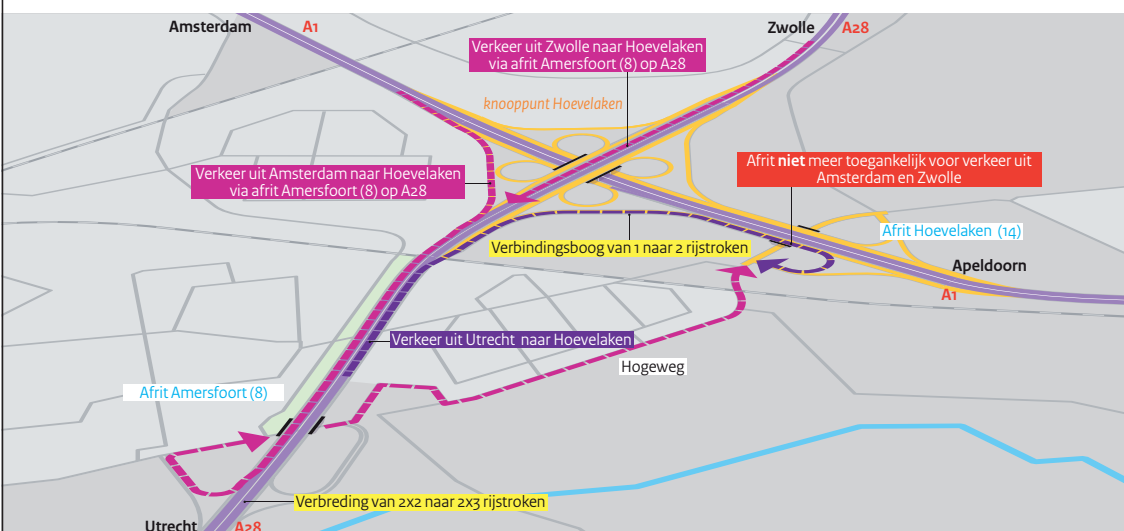 Amsterdam
A1
Zwolle
A28
Verkeer uit Zwolle naar Hoevelaken
via afrit Amersfoort (8) op A28
knooppunt Hoevelaken
Verkeer uit Amsterdam naar Hoevelaken
via afrit Amersfoort (8) op A28
Afrit niet meer toegankelijk voor verkeer uit
Amsterdam en Zwolle
Afrit Hoevelaken (14)
Verbindingsboog van 1 naar 2 rijstroken
Apeldoorn
A1
Verkeer uit Utrecht naar Hoevelaken
Hogeweg
Afrit Amersfoort (8)
Verbreding van 2x2 naar 2x3 rijstroken
Utrecht
A28